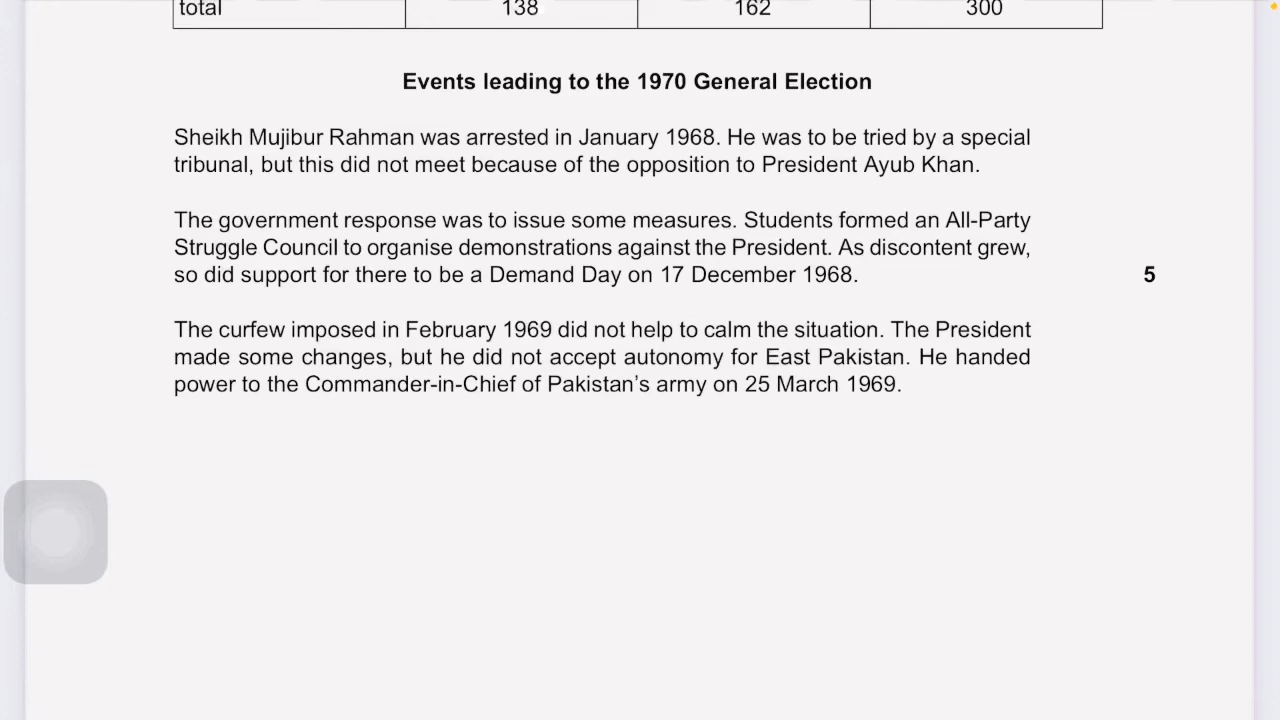 total 138 162 300
Events leading to the 1970 General Election
Sheikh Mujibur Rahman was arrested in January 1968. He was to be tried by a special
tribunal, but this did not meet because of the opposition to President Ayub Khan.
The government response was to issue some measures. Students formed an All-Party
Struggle Council to organise demonstrations against the President. As discontent grew,
so did support for there to be a Demand Day on 17 December 1968.
5
The curfew imposed in February 1969 did not help to calm the situation. The President
made some changes, but he did not accept autonomy for East Pakistan. He handed
power to the Commander-in-Chief of Pakistan’s army on 25 March 1969.